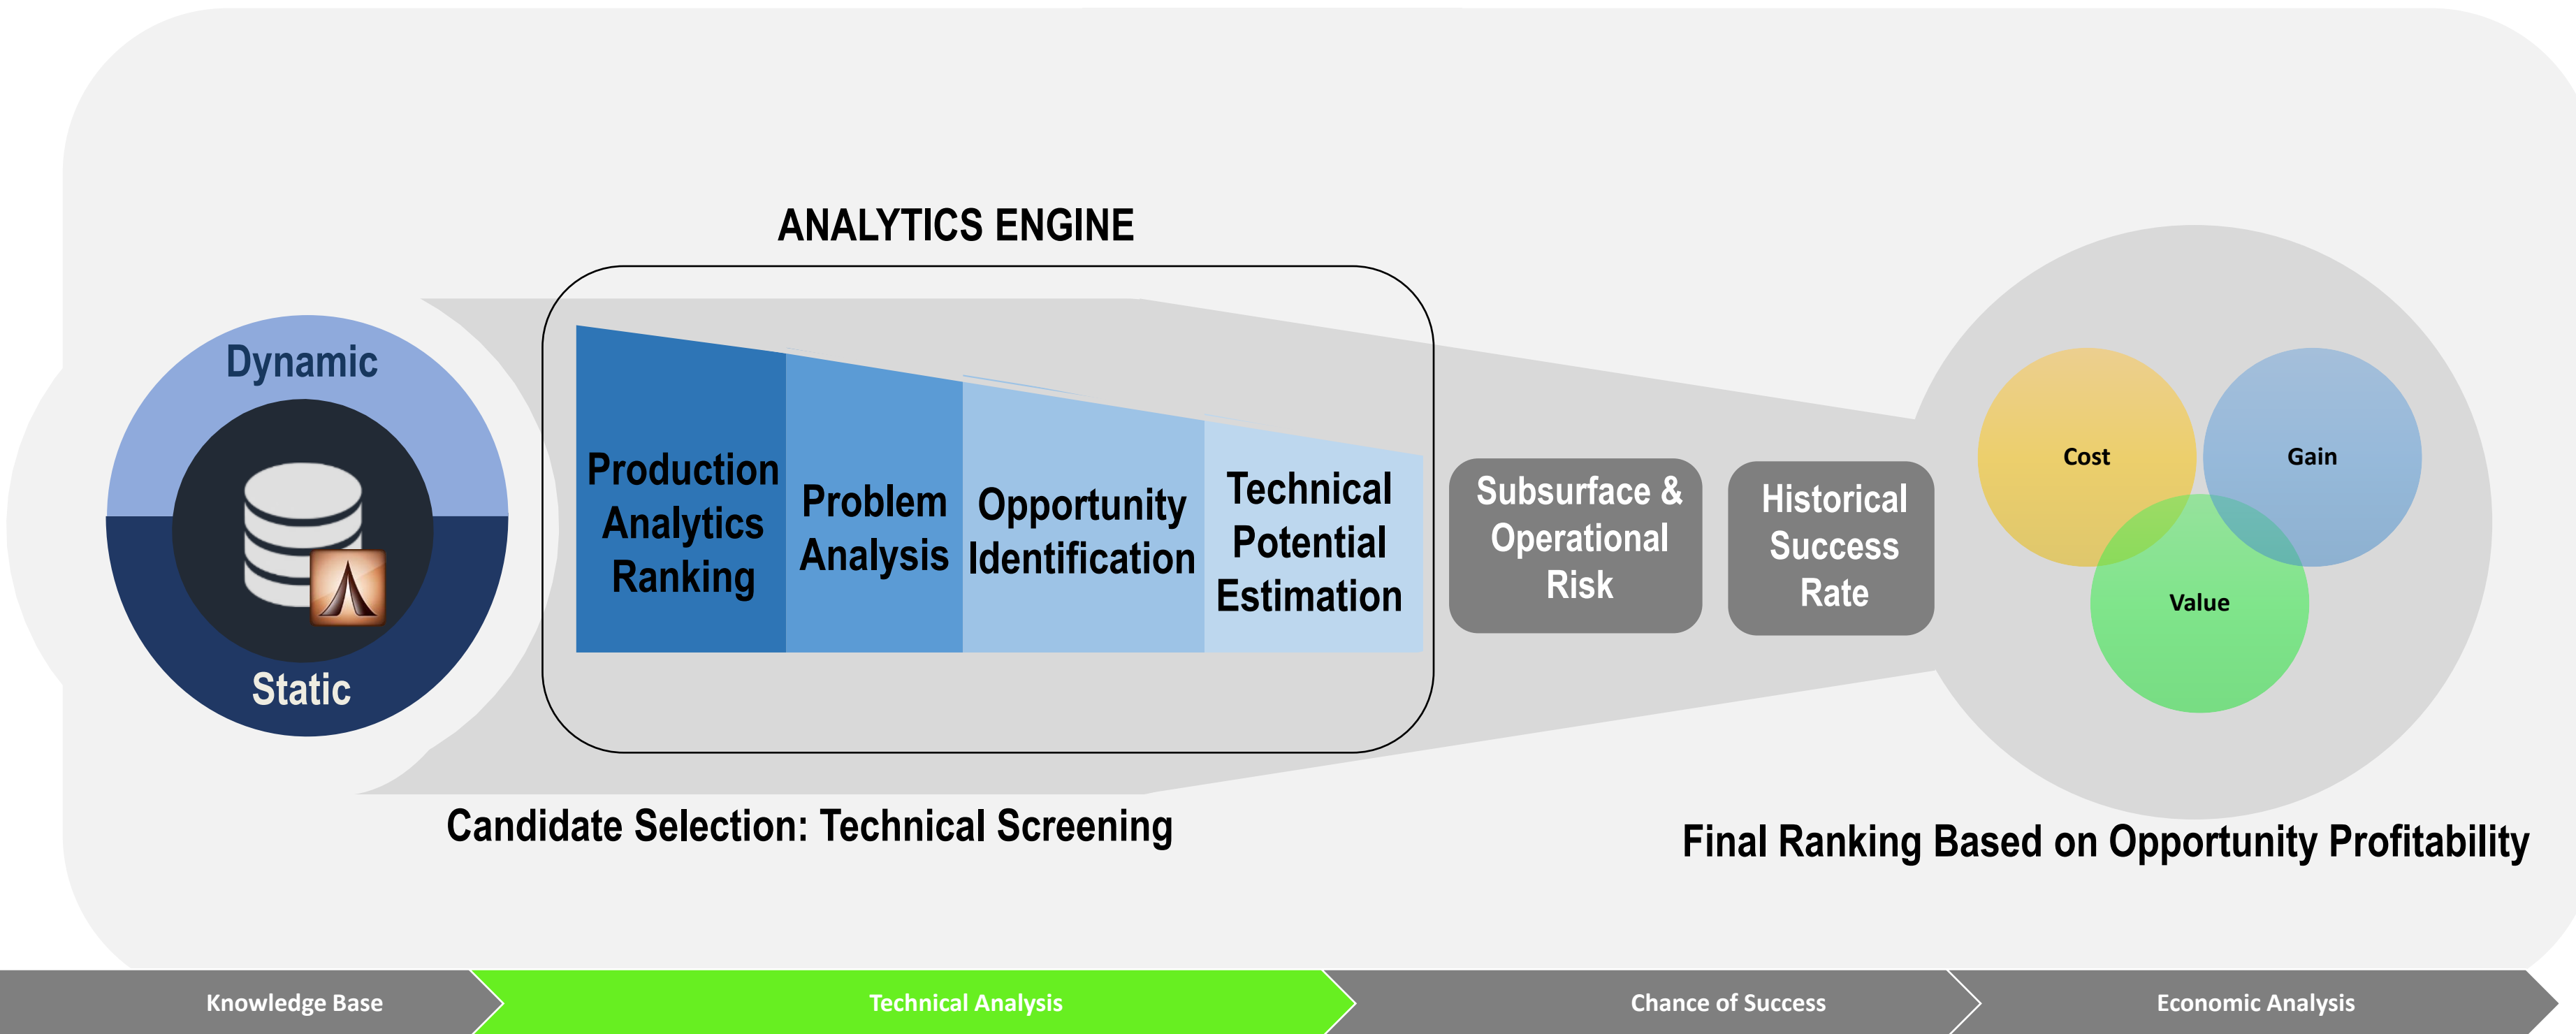 ANALYTICS ENGINE
Dynamic
Static
Production
Analytics
Ranking
Problem
Analysis
Opportunity
Identification
Technical
Potential
Estimation
Subsurface &
Operational
Risk
Historical
Success
Rate
Cost
Gain
Value
Candidate Selection: Technical Screening
Final Ranking Based on Opportunity Profitability
Knowledge Base
Technical Analysis
Chance of Success
Economic Analysis